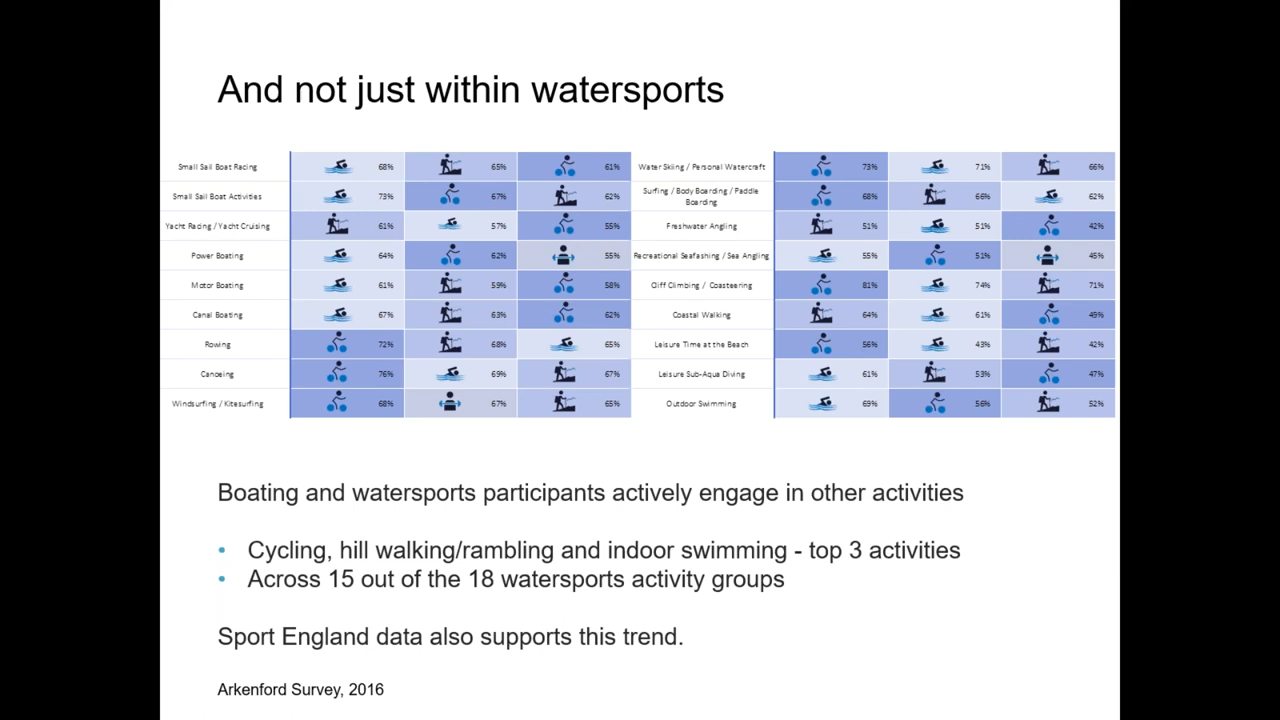 And not just within watersports
Small Sail Boat Racing 68% 65% 61%
Small Sail Boat Activities 73% 67% 62%
Yacht Racing / Yacht Cruising 61% 57% 55%
Power Boating 64% 62% 55%
Motor Boating 61% 59% 58%
Canal Boating 67% 63% 62%
Rowing 72% 68% 65%
Canoeing 76% 69% 67%
Windsurfing / Kitesurfing 68% 67% 65%
Water Skiing / Personal Watercraft 73% 71% 66%
Surfing / Body Boarding / Paddle
Boarding 68% 66% 62%
Freshwater Angling 51% 51% 42%
Recreational Seafashing / Sea Angling 55% 51% 45%
Cliff Climbing / Coasteering 81% 74% 71%
Coastal Walking 64% 61% 49%
Leisure Time at the Beach 56% 43% 42%
Leisure Sub-Aqua Diving 61% 53% 47%
Outdoor Swimming 69% 56% 52%
Boating and watersports participants actively engage in other activities
• Cycling, hill walking/rambling and indoor swimming - top 3 activities
• Across 15 out of the 18 watersports activity groups
Sport England data also supports this trend.
Arkenford Survey, 2016